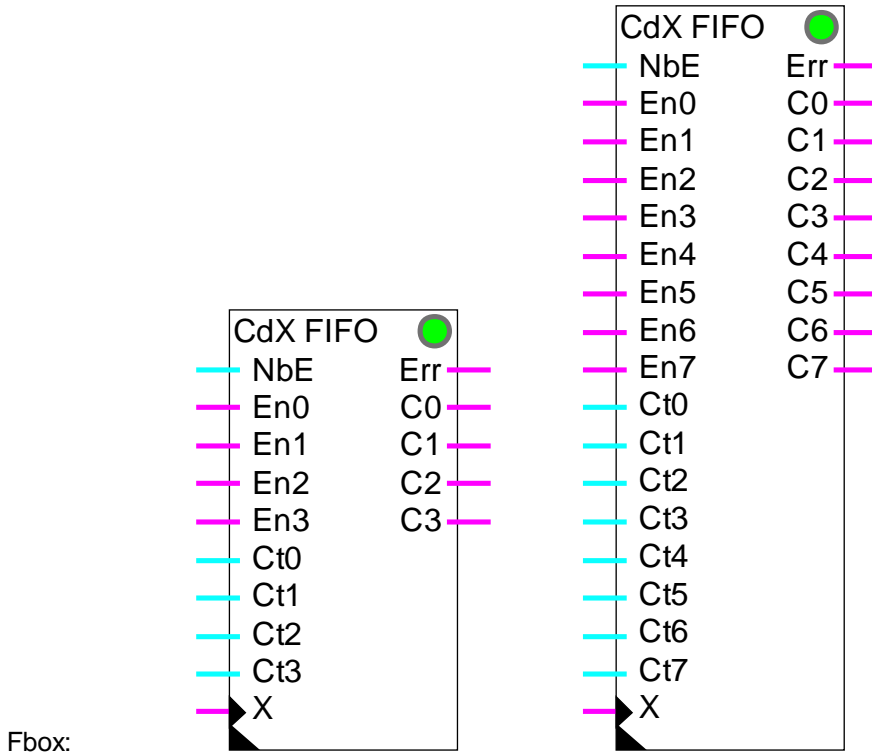 CdX FIFO
NbE Err
En0 C0
En1 C1
En2 C2
En3 C3
Ct0
Ct1
Ct2
Ct3
X
CdX FIFO
NbE Err
En0 C0
En1 C1
En2 C2
En3 C3
En4 C4
En5 C5
En6 C6
En7 C7
Ct0
Ct1
Ct2
Ct3
Ct4
Ct5
Ct6
Ct7
X
Fbox: